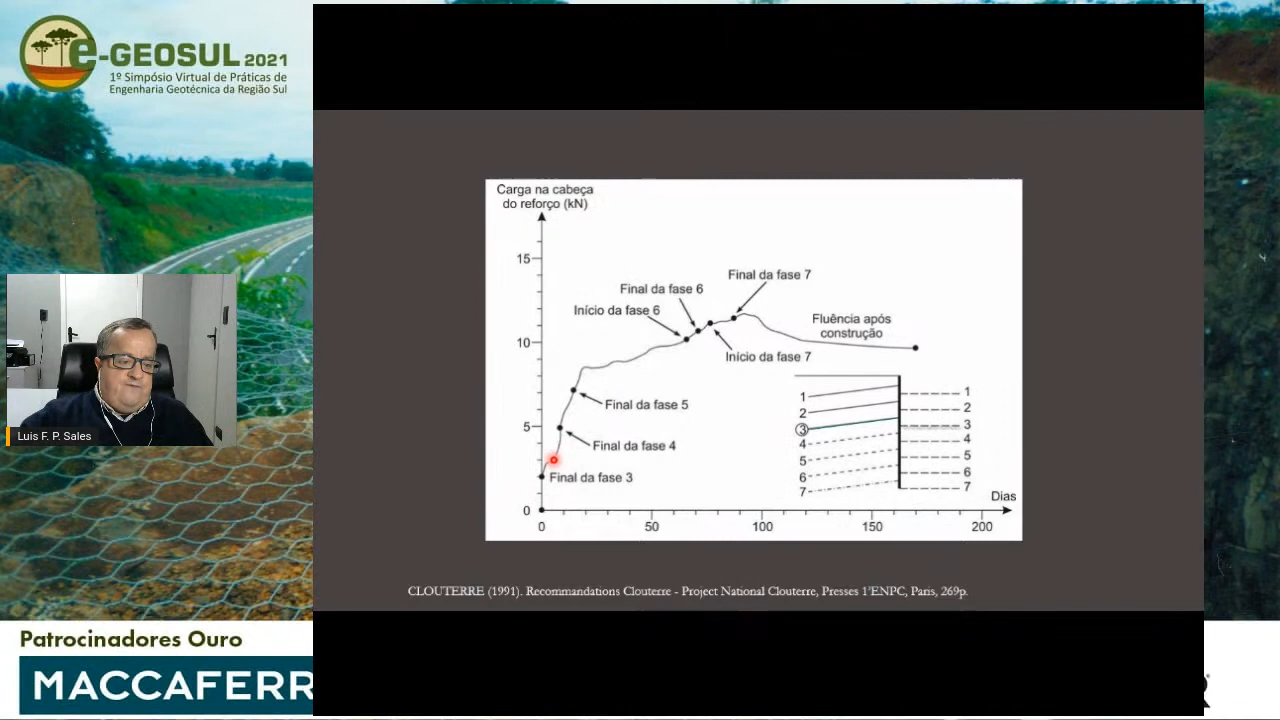 e-GEOSUL 2021
1º Simpósio Virtual de Práticas de
Engenharia Geotécnica da Região Sul
Carga na cabeça
do reforço (kN)
15
10
5
0
0
50
100
150
200
Dias
Final da fase 7
Final da fase 6
Início da fase 6
Fluência após
construção
Início da fase 7
Final da fase 5
Final da fase 4
Final da fase 3
1
2
3
4
5
6
7
1
2
3
4
5
6
7
Luis F. P. Sales
CLOUTERRE (1991). Recommandations Clouterre - Project National Clouterre, Presses l'ENPC, Paris, 269p.
Patrocinadores Ouro
MACCAFERR